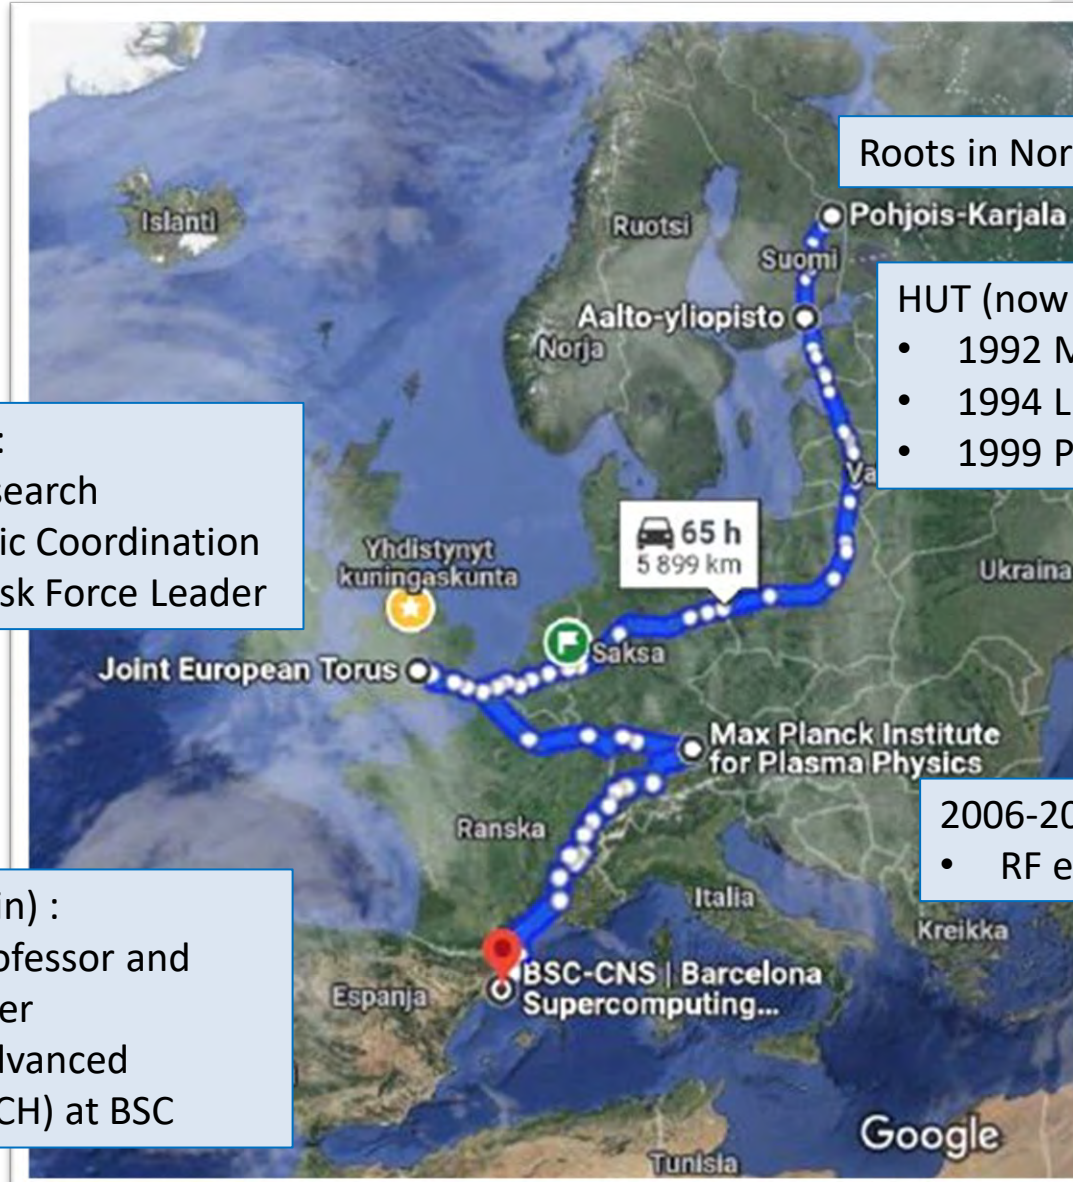 Roots in Nor
Islanti
Ruotsi
Pohjois-Karjala
Suomi
HUT (now
Aalto-yliopisto
• 1992 M
Norja
• 1994 L
• 1999 P
:
search
ic Coordination
sk Force Leader
65 h
5 899 km
Yhdistynyt
kuningaskunta
Ukraina
Saksa
Joint European Torus
Max Planck Institute
for Plasma Physics
2006-20
• RF e
Ranska
Italia
in) :
ofessor and
er
dvanced
CH) at BSC
Kreikka
Espanja
BSC-CNS | Barcelona
Supercomputing...
Google
Tunisia